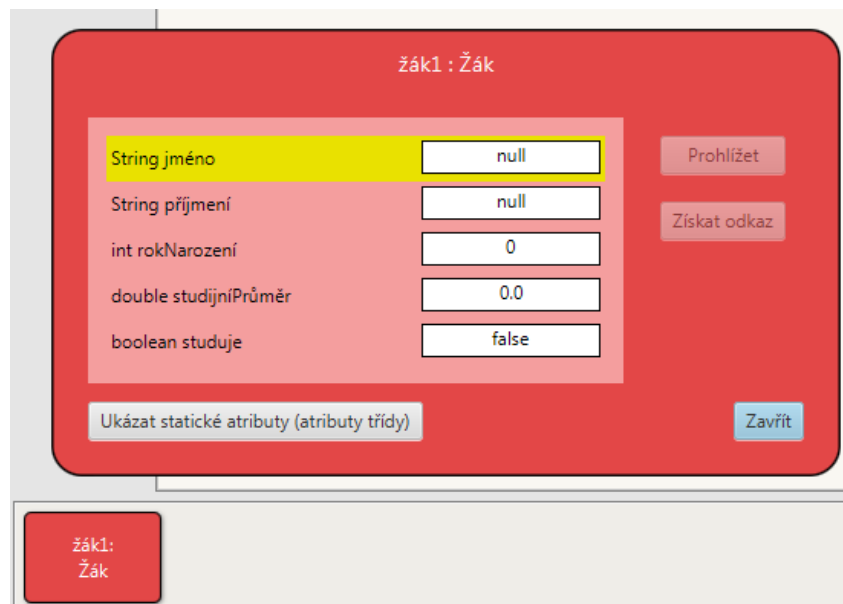 žák1 : Žák
String jméno null
Prohlížet
String příjmení null
Získat odkaz
int rokNarození 0
double studijníPrůměr 0.0
boolean studuje false
Ukázat statické atributy (atributy třídy)
Zavřít
žák1:
Žák